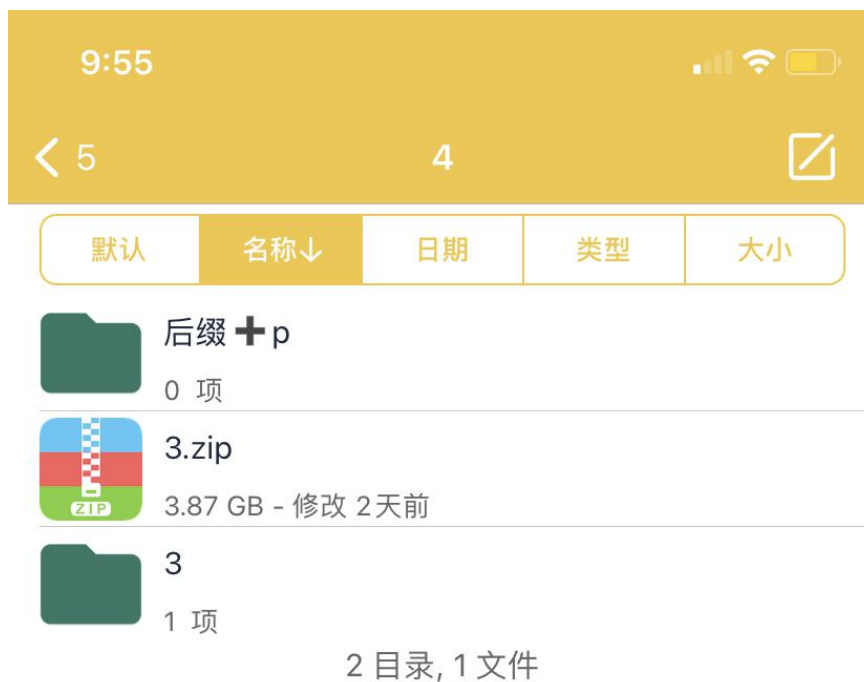 9:55
5
4
默认 名称↓ 日期 类型 大小
后缀➕p
0 项
3.zip
ZIP
3.87 GB - 修改 2天前
3
1 项
2 目录, 1 文件